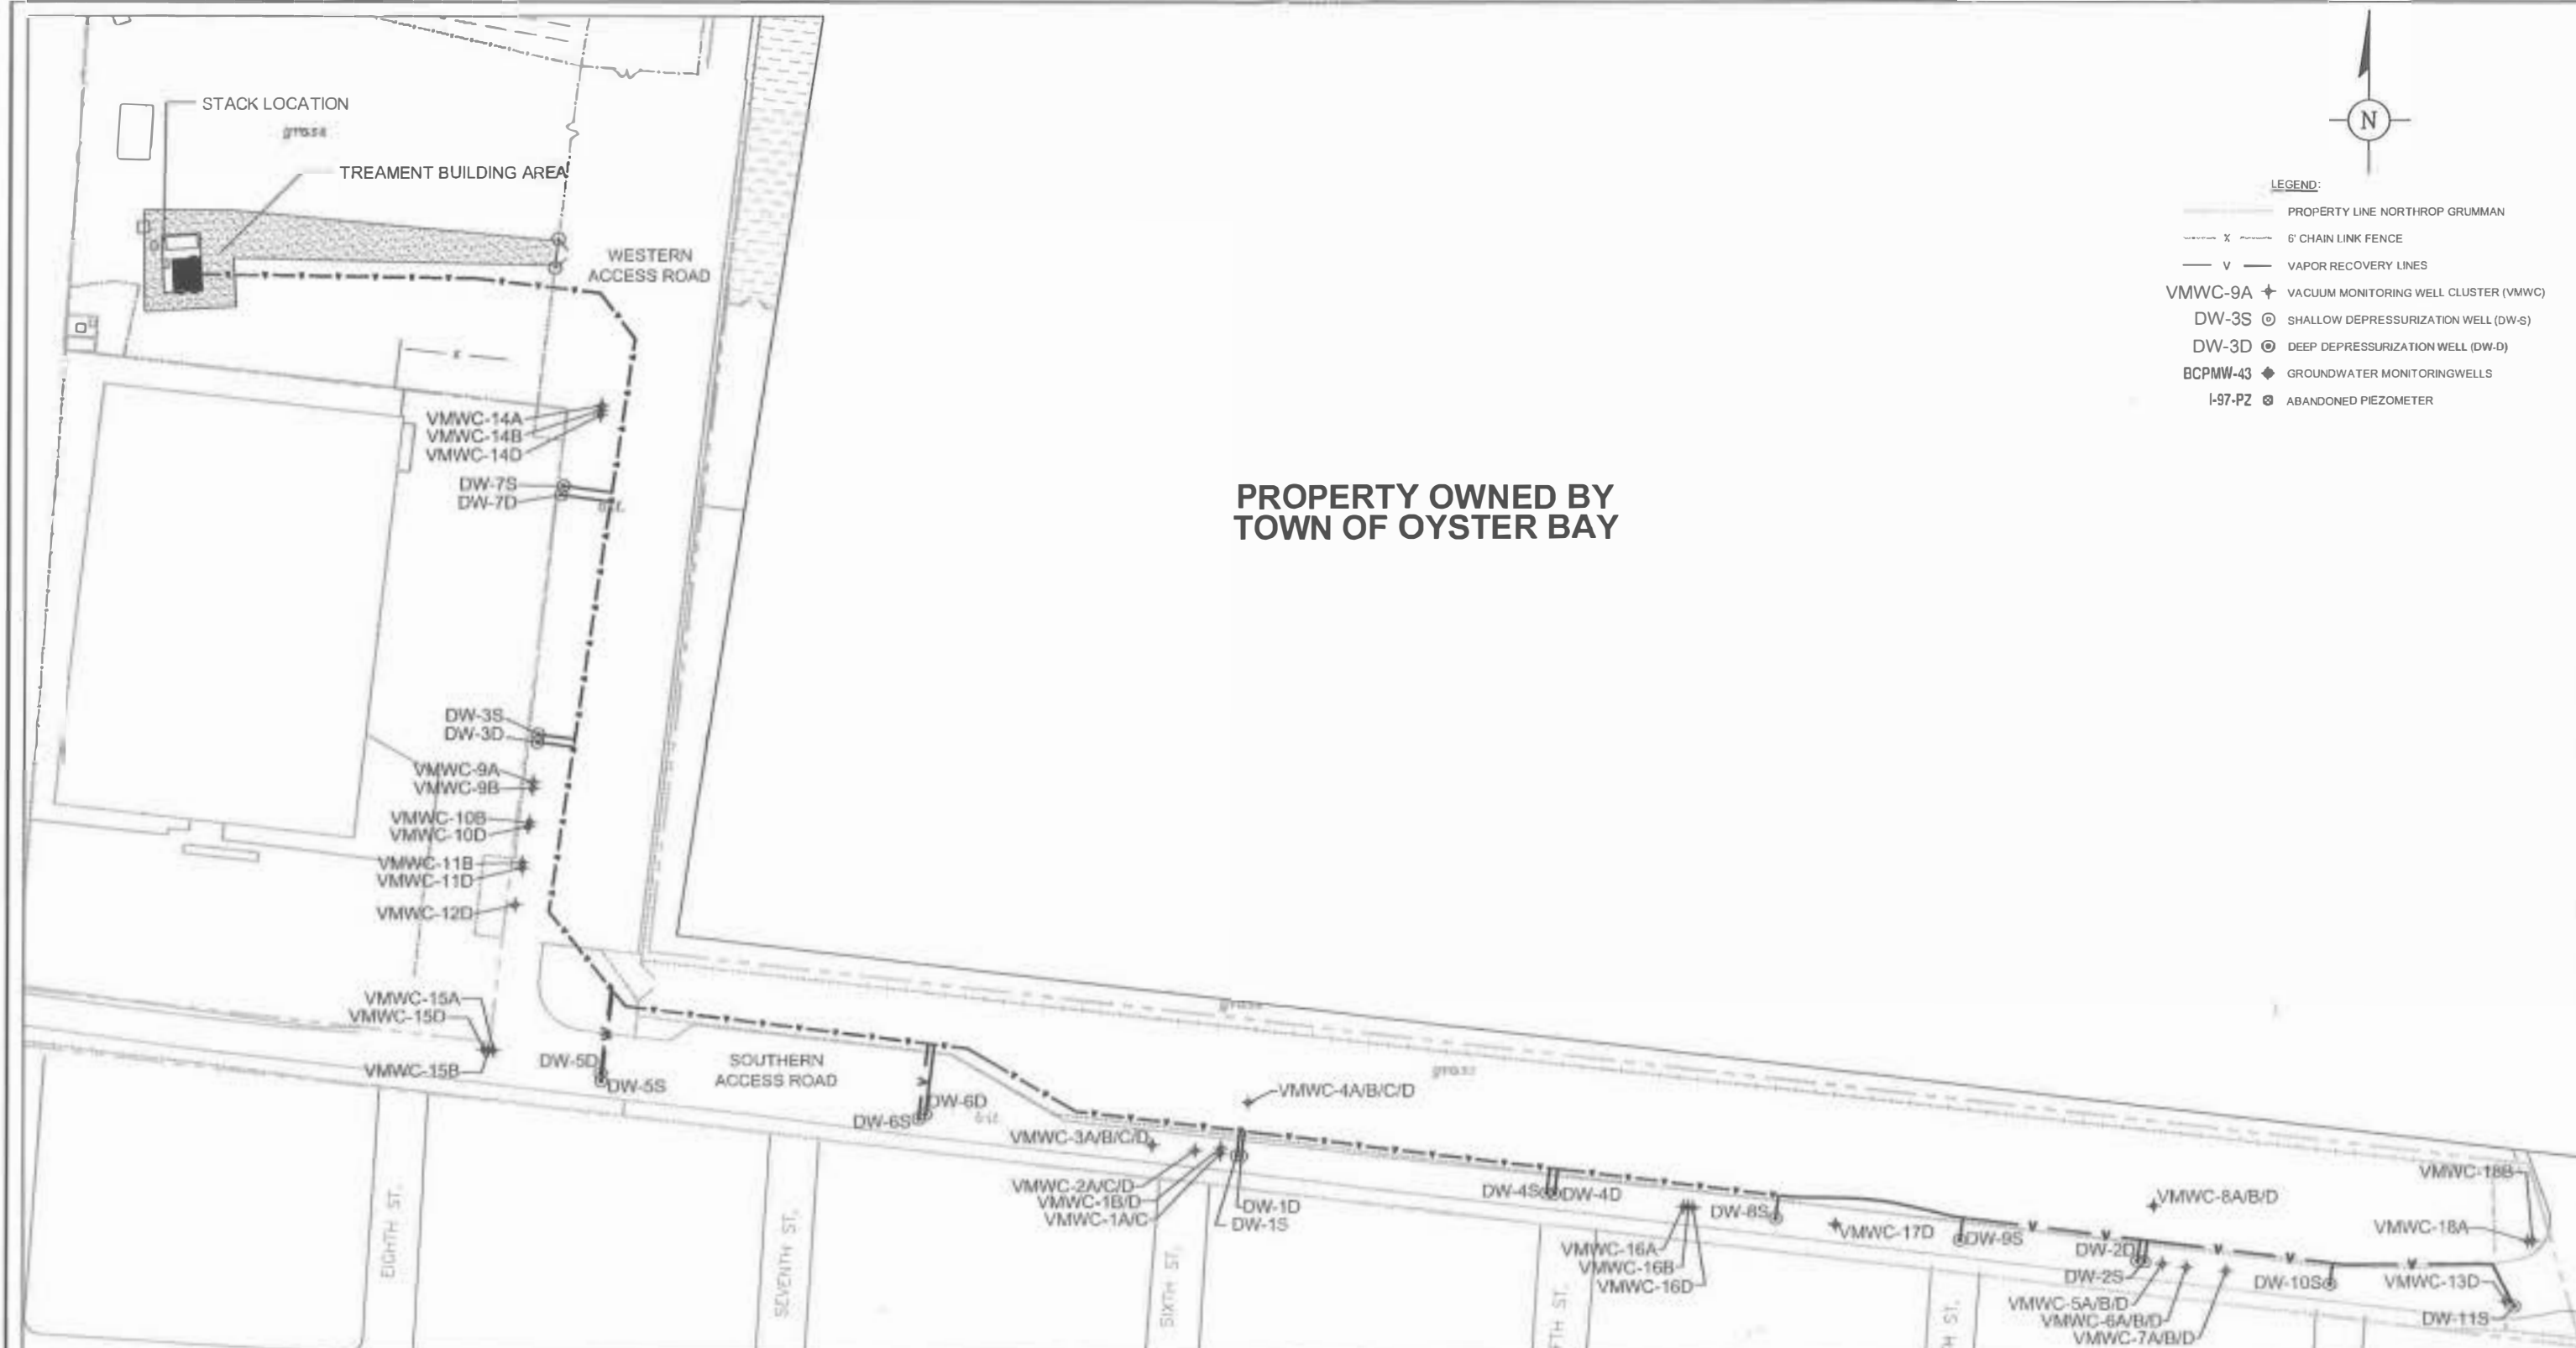 STACK LOCATION
grass
TREAMENT BUILDING AREA
WESTERN
ACCESS ROAD
N
LEGEND:
PROPERTY LINE NORTHROP GRUMMAN
X 6' CHAIN LINK FENCE
V VAPOR RECOVERY LINES
VMWC-9A VACUUM MONITORING WELL CLUSTER (VMWC)
DW-3S SHALLOW DEPRESSURIZATION WELL (DW-S)
DW-3D DEEP DEPRESSURIZATION WELL (DW-D)
BCPMW-43 GROUNDWATER MONITORINGWELLS
I-97-PZ ABANDONED PIEZOMETER
x
VMWC-14A
VMWC-14B
VMWC-14D
DW-7S
DW-7D
PROPERTY OWNED BY
TOWN OF OYSTER BAY
DW-3S
DW-3D
VMWC-9A
VMWC-9B
VMWC-10B
VMWC-10D
VMWC-11B
VMWC-11D
VMWC-12D
VMWC-15A
VMWC-15D
VMWC-15B
DW-5D
DW-5S
SOUTHERN
ACCESS ROAD
grass
grass
DW-6D
DW-6S
VMWC-4A/B/C/D
VMWC-3A/B/C/D
VMWC-2A/C/D
VMWC-1B/D
VMWC-1A/C
DW-1D
DW-1S
DW-4S
DW-4D
VMWC-16A
VMWC-16B
VMWC-16D
DW-8S
VMWC-17D
DW-9S
VMWC-8A/B/D
DW-2D
DW-2S
VMWC-5A/B/D
VMWC-6A/B/D
VMWC-7A/B/D
DW-10S
VMWC-18B
VMWC-18A
VMWC-13D
DW-11S
EIGHTH ST.
SEVENTH ST.
SIXTH ST.
FTH ST.
H ST.